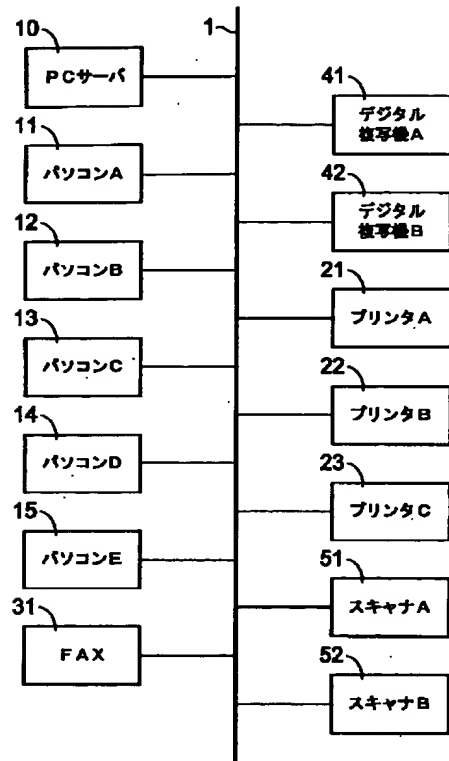 10
PCサーバ
11
パソコンA
12
パソコンB
13
パソコンC
14
パソコンD
15
パソコンE
31
FAX
1
41
デジタル
複写機A
42
デジタル
複写機B
21
プリンタA
22
プリンタB
23
プリンタC
51
スキャナA
52
スキャナB